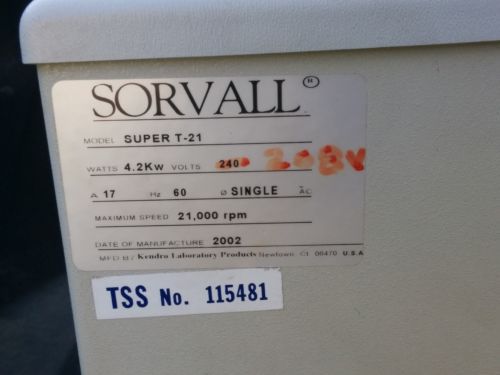 SORVALL ®
MODEL SUPER T-21
WATTS 4.2Kw VOLTS 240 208V
A 17 Hz 60 Ø SINGLE AC
MAXIMUM SPEED 21,000 rpm
DATE OF MANUFACTURE 2002
MFD BY Kendro Laboratory Products Newtown, Ct. 06470 U.S.A
TSS No. 115481